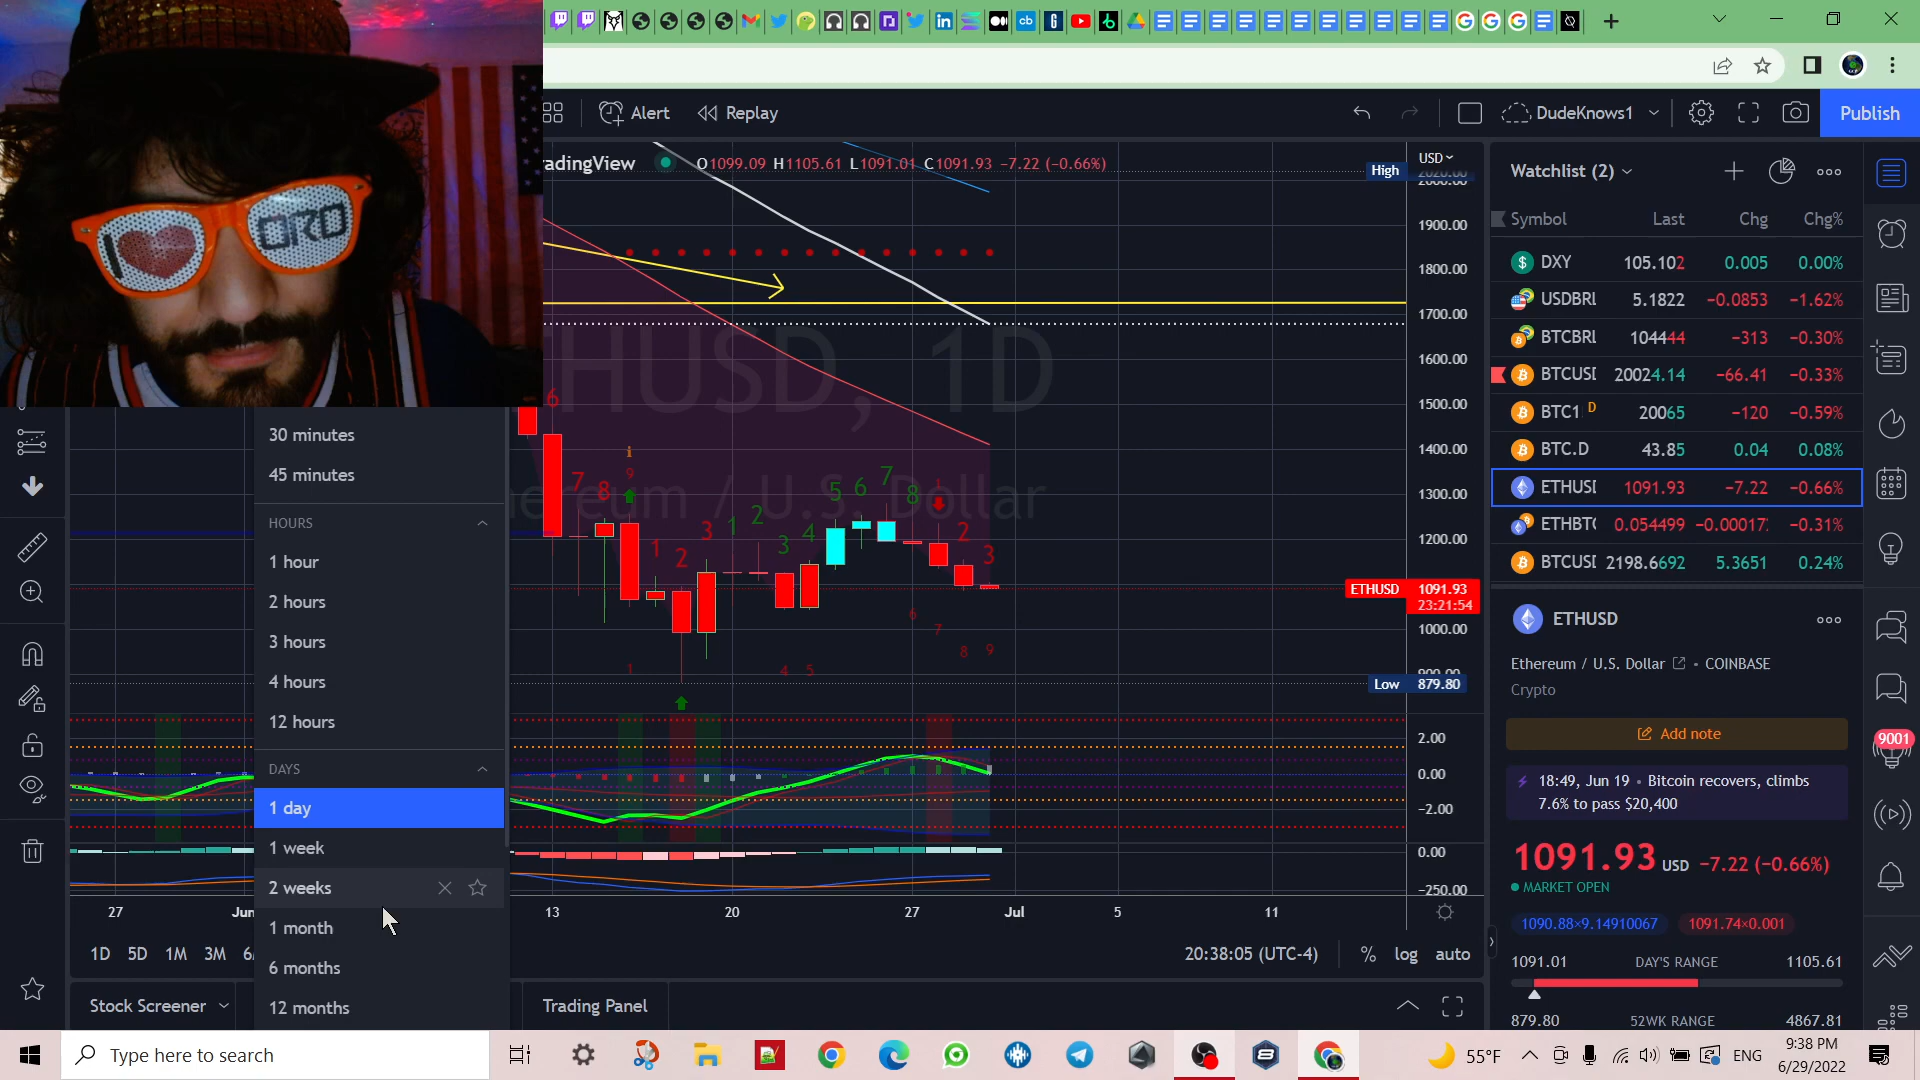 Alert
Replay
DudeKnows1
Publish
I
ORO
radingView
O1099.09 H1105.61 L1091.01 C1091.93 -7.22 (-0.66%)
USD
High
2000.00
1900.00
1800.00
1700.00
1600.00
1500.00
1400.00
1300.00
1200.00
ETHUSD 1091.93
23:21:54
1000.00
900.00
Low 879.80
2.00
0.00
-2.00
0.00
-250.00
HUSD, 1D
hereum / U.S. Dollar
30 minutes
45 minutes
HOURS
1 hour
2 hours
3 hours
4 hours
12 hours
DAYS
1 day
1 week
2 weeks
1 month
6 months
12 months
27
Jun
13
20
27
Jul
5
11
1D 5D 1M 3M 6
20:38:05 (UTC-4)
% log auto
Stock Screener
Trading Panel
Watchlist (2)
Symbol Last Chg Chg%
DXY 105.102 0.005 0.00%
USDBRL 5.1822 -0.0853 -1.62%
BTCBRL 104444 -313 -0.30%
BTCUSD 20024.14 -66.41 -0.33%
BTC1 D 20065 -120 -0.59%
BTC.D 43.85 0.04 0.08%
ETHUSD 1091.93 -7.22 -0.66%
ETHBTC 0.054499 -0.00017 -0.31%
BTCUSD 2198.6692 5.3651 0.24%
ETHUSD
Ethereum / U.S. Dollar • COINBASE
Crypto
Add note
18:49, Jun 19 • Bitcoin recovers, climbs
7.6% to pass $20,400
1091.93 USD -7.22 (-0.66%)
MARKET OPEN
1090.88×9.14910067 1091.74×0.001
1091.01 DAY'S RANGE 1105.61
879.80 52WK RANGE 4867.81
9001
Type here to search
55°F
ENG
9:38 PM
6/29/2022